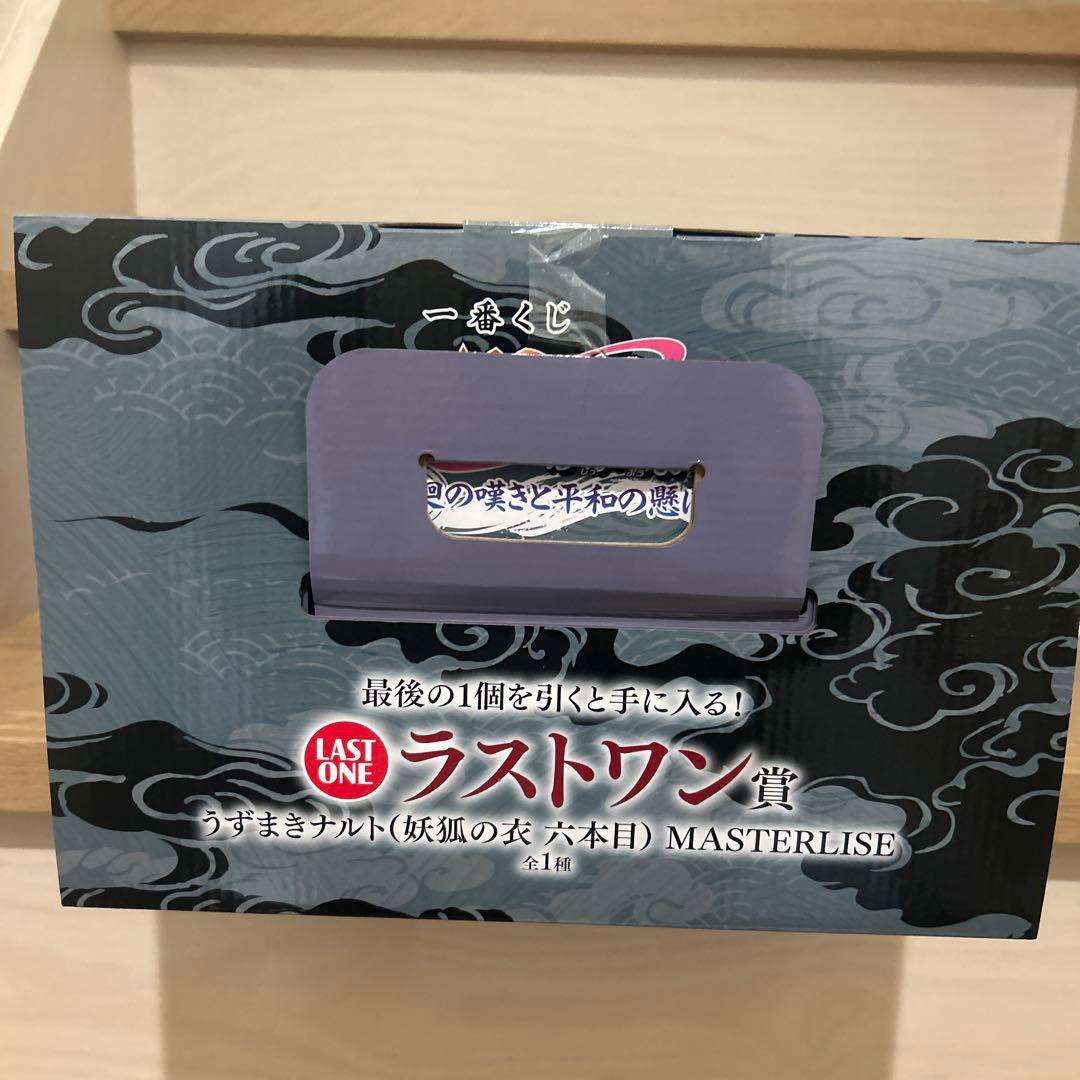 一番くじ
の嘆きと平和の懸
最後の1個を引くと手に入る!
LAST ONE ラストワン賞
うずまきナルト(妖狐の衣 六本目) MASTERLISE
全1種